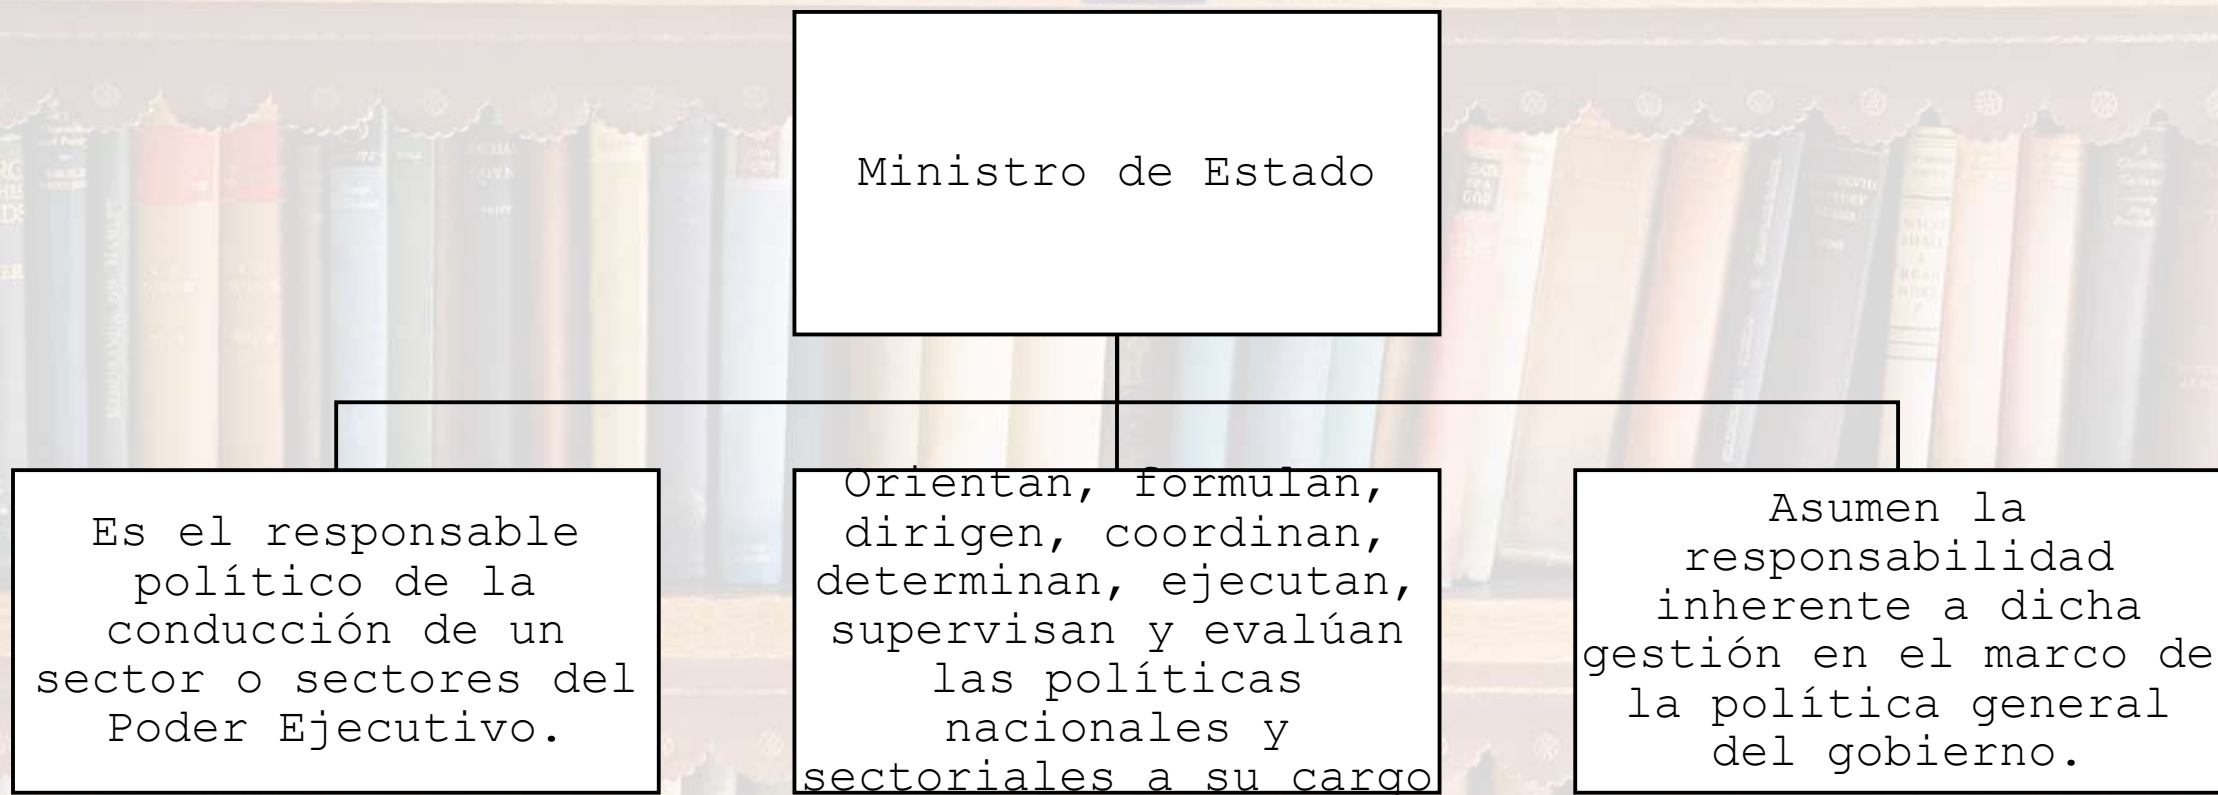 Ministro de Estado
Es el responsable
político de la
conducción de un
sector o sectores del
Poder Ejecutivo.
Orientan, formulan,
dirigen, coordinan,
determinan, ejecutan,
supervisan y evalúan
las políticas
nacionales y
sectoriales a su cargo
Asumen la
responsabilidad
inherente a dicha
gestión en el marco de
la política general
del gobierno.